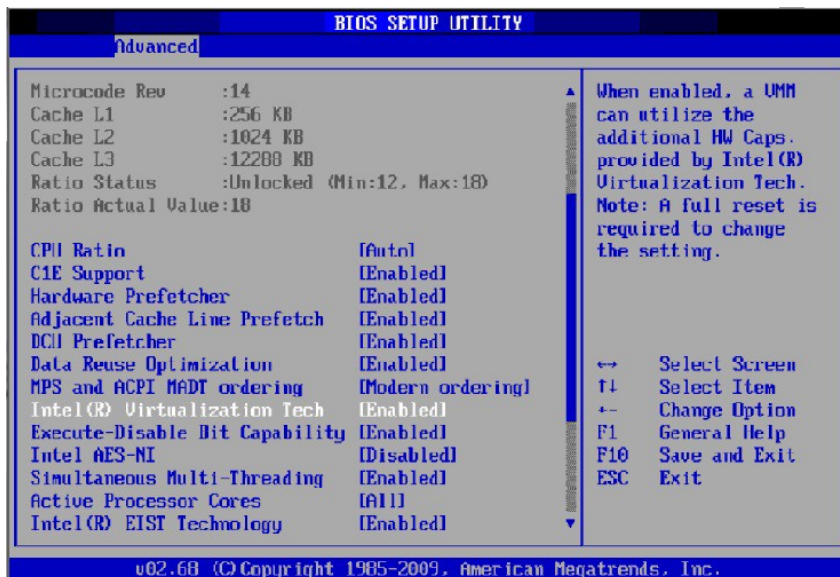 BIOS SETUP UTILITY
Advanced
Microcode Rev :14
Cache L1 :256 KB
Cache L2 :1024 KB
Cache L3 :12288 KB
Ratio Status :Unlocked (Min:12, Max:18)
Ratio Actual Value:18
CPU Ratio [Auto]
C1E Support [Enabled]
Hardware Prefetcher [Enabled]
Adjacent Cache Line Prefetch [Enabled]
DCU Prefetcher [Enabled]
Data Reuse Optimization [Enabled]
MPS and ACPI MADT ordering [Modern ordering]
Intel(R) Virtualization Tech [Enabled]
Execute-Disable Bit Capability [Enabled]
Intel AES-NI [Disabled]
Simultaneous Multi-Threading [Enabled]
Active Processor Cores [All]
Intel(R) EIST Technology [Enabled]
When enabled, a VMM
can utilize the
additional HW Caps.
provided by Intel(R)
Virtualization Tech.
Note: A full reset is
required to change
the setting.
↔ Select Screen
↑↓ Select Item
+- Change Option
F1 General Help
F10 Save and Exit
ESC Exit
v02.68 (C)Copyright 1985-2009, American Megatrends, Inc.